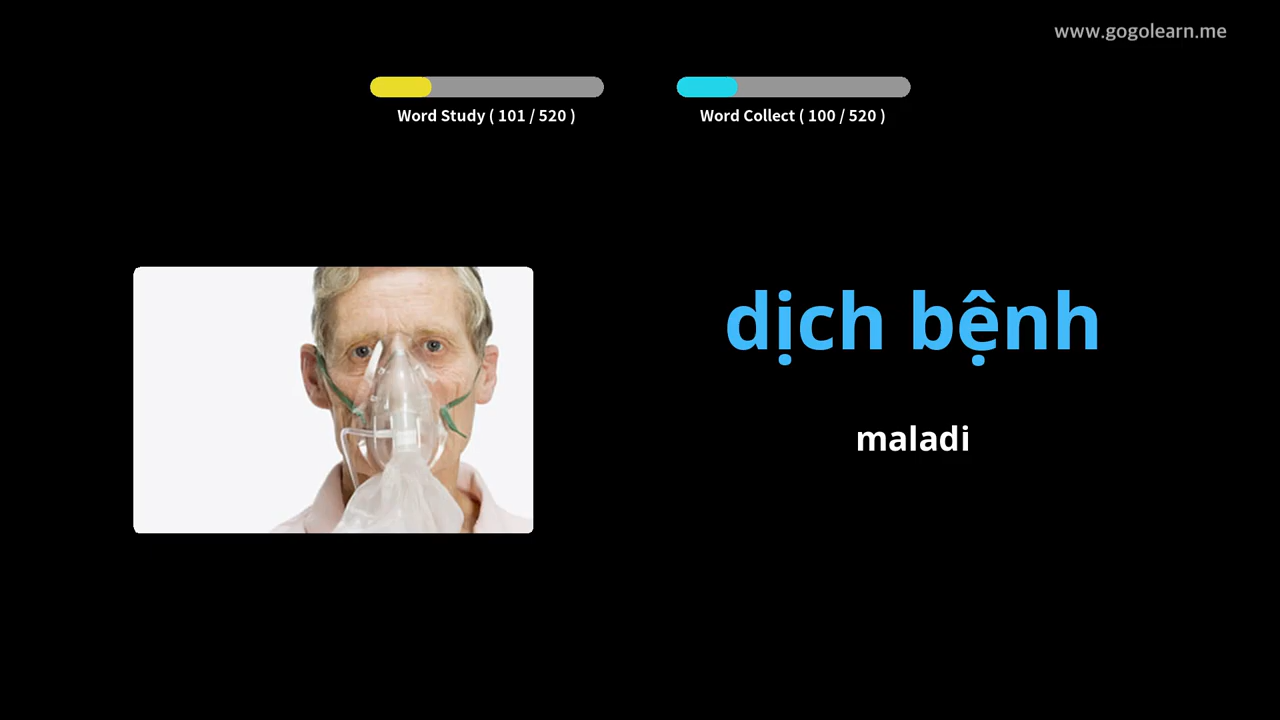 www.gogolearn.me
Word Study ( 101 / 520 )
Word Collect ( 100 / 520 )
dịch bệnh
maladi